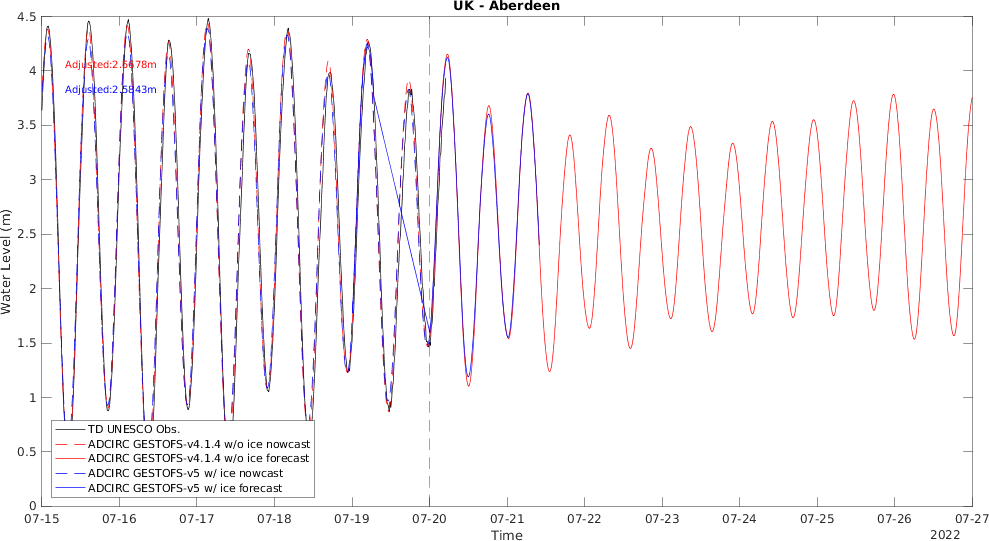 UK - Aberdeen
4.5
4
3.5
3
2.5
2
1.5
1
0.5
0
Water Level (m)
Adjusted:2.6678m
Adjusted:2.5843m
TD UNESCO Obs.
ADCIRC GESTOFS-v4.1.4 w/o ice nowcast
ADCIRC GESTOFS-v4.1.4 w/o ice forecast
ADCIRC GESTOFS-v5 w/ ice nowcast
ADCIRC GESTOFS-v5 w/ ice forecast
07-15 07-16 07-17 07-18 07-19 07-20 07-21 07-22 07-23 07-24 07-25 07-26 07-27
Time
2022